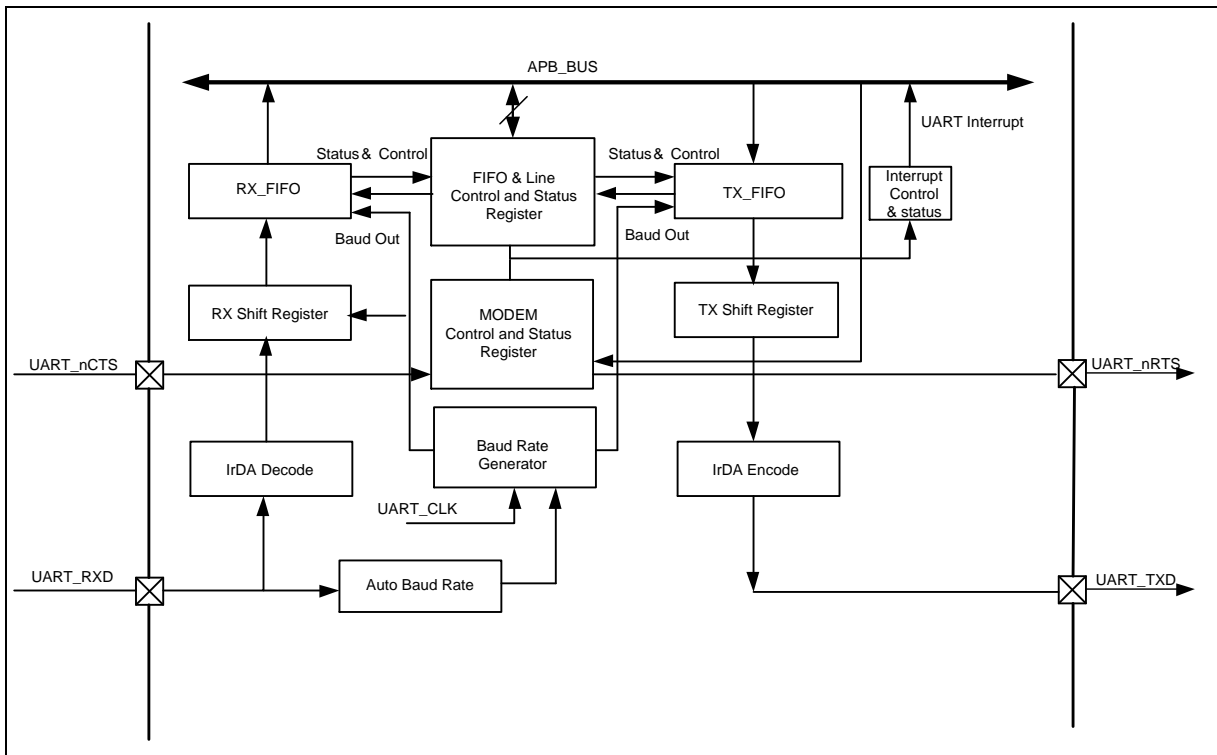 APB_BUS
UART Interrupt
Status & Control
Status & Control
RX_FIFO
FIFO & Line
Control and Status
Register
TX_FIFO
Interrupt
Control
& status
Baud Out
Baud Out
RX Shift Register
MODEM
Control and Status
Register
TX Shift Register
UART_nCTS
UART_nRTS
IrDA Decode
Baud Rate
Generator
IrDA Encode
UART_CLK
UART_RXD
Auto Baud Rate
UART_TXD